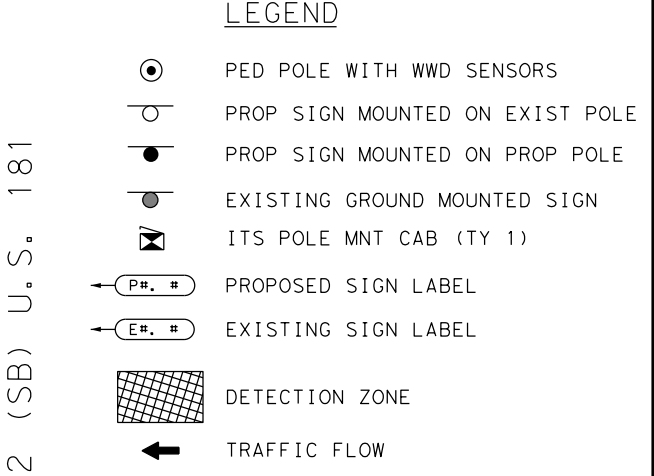 LEGEND
PED POLE WITH WWD SENSORS
PROP SIGN MOUNTED ON EXIST POLE
PROP SIGN MOUNTED ON PROP POLE
EXISTING GROUND MOUNTED SIGN
ITS POLE MNT CAB (TY 1)
P#. # PROPOSED SIGN LABEL
E#. # EXISTING SIGN LABEL
DETECTION ZONE
TRAFFIC FLOW
2 (SB) U.S. 181